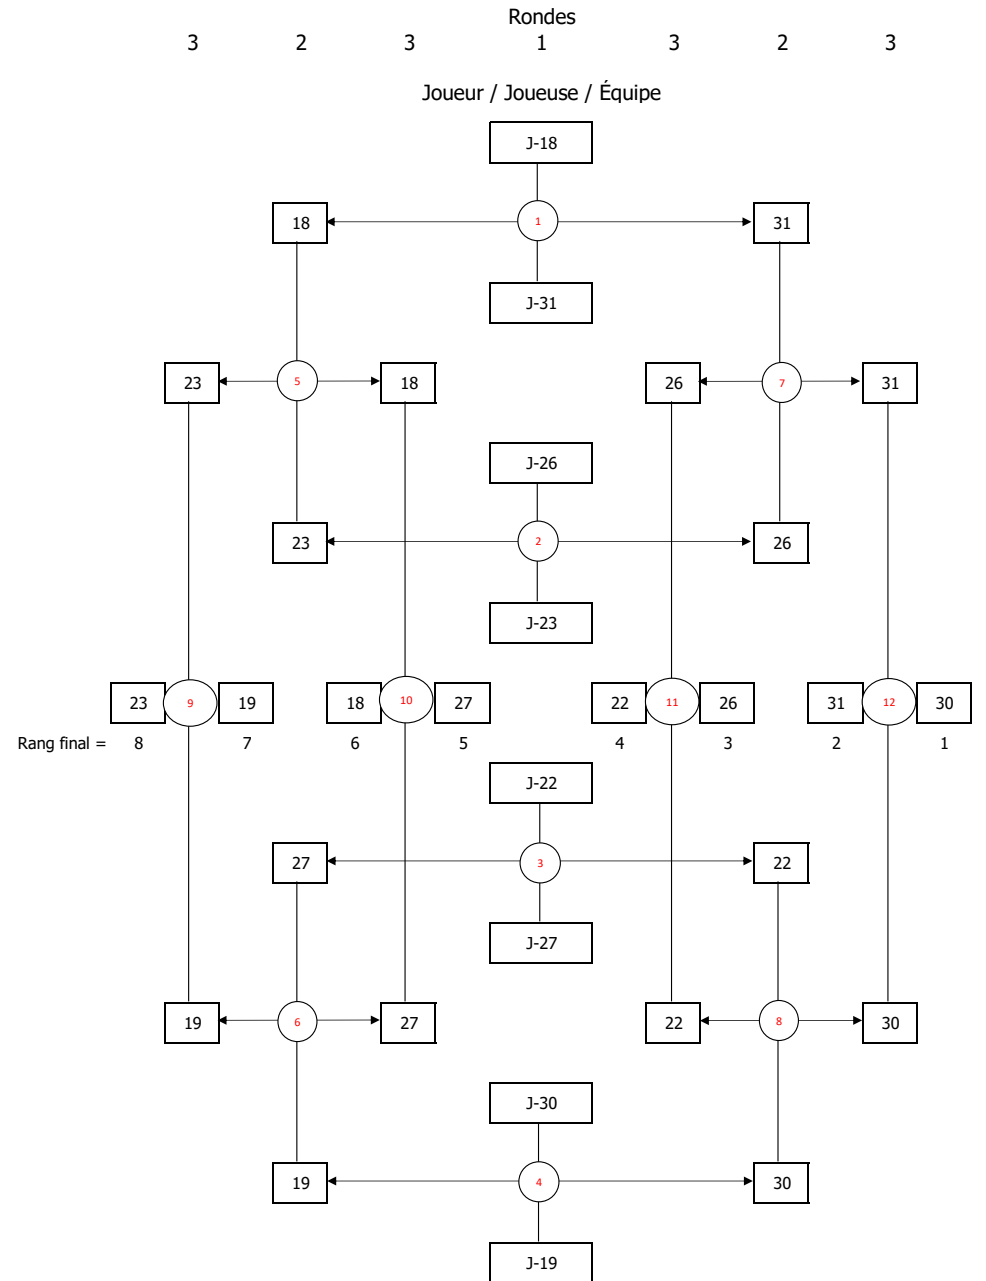 Rondes
3 2 3 1 3 2 3
Joueur / Joueuse / Équipe
J-18
18 1 31
J-31
23 5 18 26 7 31
J-26
23 2 26
J-23
23 9 19 18 10 27 22 11 26 31 12 30
Rang final = 8 7 6 5 4 3 2 1
J-22
27 3 22
J-27
19 6 27 22 8 30
J-30
19 4 30
J-19